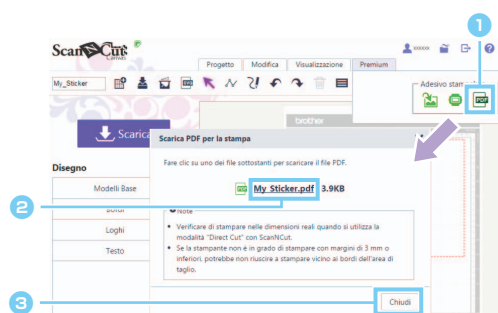 1
ScanNCut
Canvas
xxxxx
Progetto Modifica Visualizzazione Premium
My_Sticker
PDF
brother
Scarica
Scarica PDF per la stampa
Fare clic su uno dei file sottostanti per scaricare il file PDF.
Disegno
My Sticker.pdf 3.9KB
Modelli Base
2
Note
Loghi
Testo
• Verificare di stampare nelle dimensioni reali quando si utilizza la
modalità "Direct Cut" con ScanNCut.
• Se la stampante non è in grado di stampare con margini di 3 mm o
inferiori, potrebbe non riuscire a stampare vicino ai bordi dell'area di
taglio.
3
Chiudi